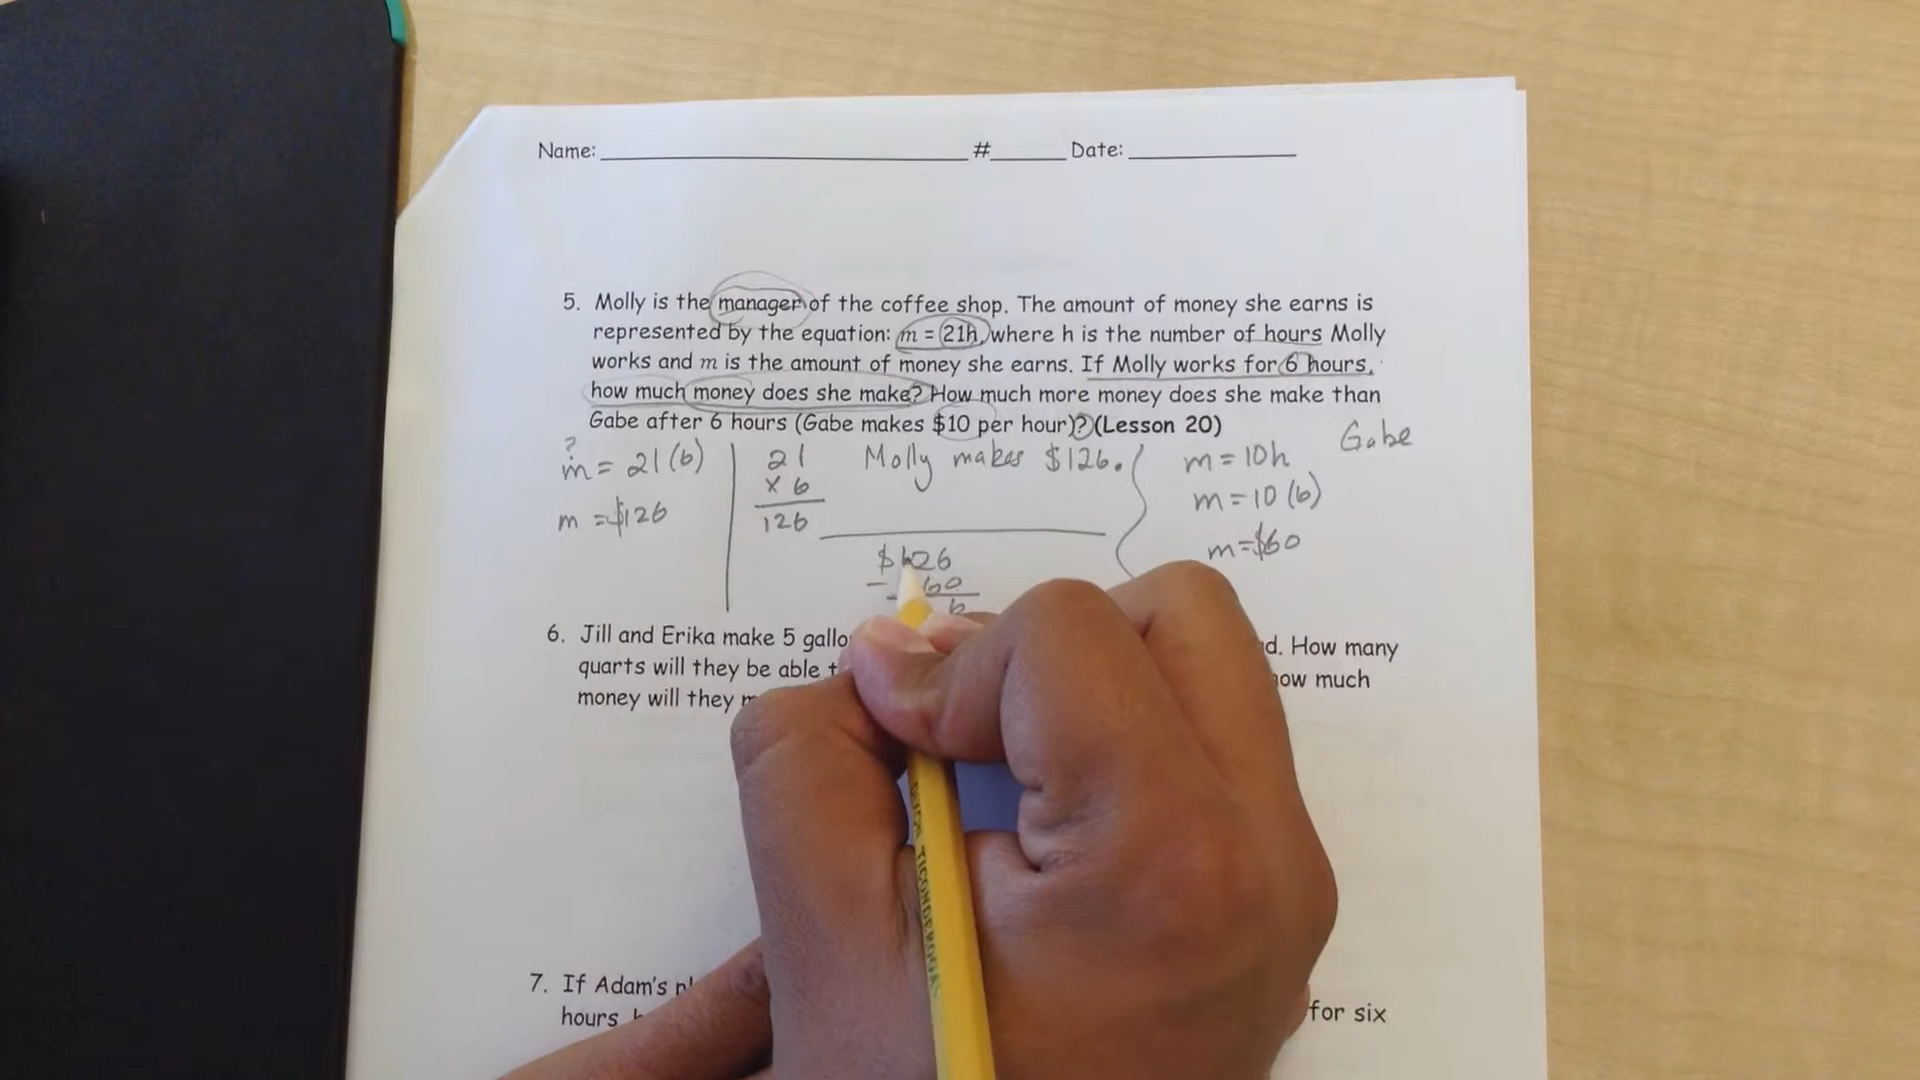 Name: # Date:
5. Molly is the manager of the coffee shop. The amount of money she earns is
represented by the equation: m = 21h, where h is the number of hours Molly
works and m is the amount of money she earns. If Molly works for 6 hours,
how much money does she make? How much more money does she make than
Gabe after 6 hours (Gabe makes $10 per hour)? (Lesson 20)
Gabe
?
m = 21(6)
m = $126
21
x 6
126
Molly makes $126.
m = 10h
m = 10 (6)
m = $60
$126
- 60
6
6. Jill and Erika make 5 How many
quarts will they be able much
money will they
7. If Adam's for six
hours
TICONDEROGA